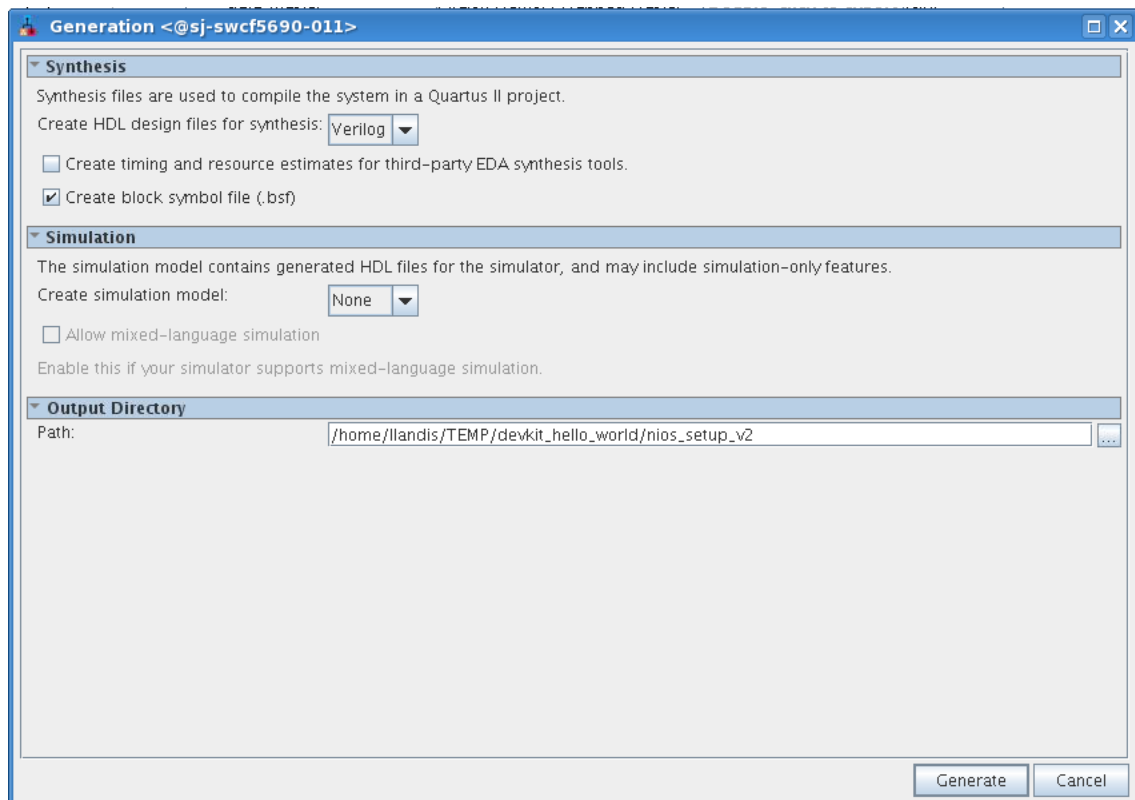 Generation <@sj-swcf5690-011>
Synthesis
Synthesis files are used to compile the system in a Quartus II project.
Create HDL design files for synthesis: Verilog
Create timing and resource estimates for third-party EDA synthesis tools.
Create block symbol file (.bsf)
Simulation
The simulation model contains generated HDL files for the simulator, and may include simulation-only features.
Create simulation model: None
Allow mixed-language simulation
Enable this if your simulator supports mixed-language simulation.
Output Directory
Path: /home/llandis/TEMP/devkit_hello_world/nios_setup_v2 ...
Generate Cancel